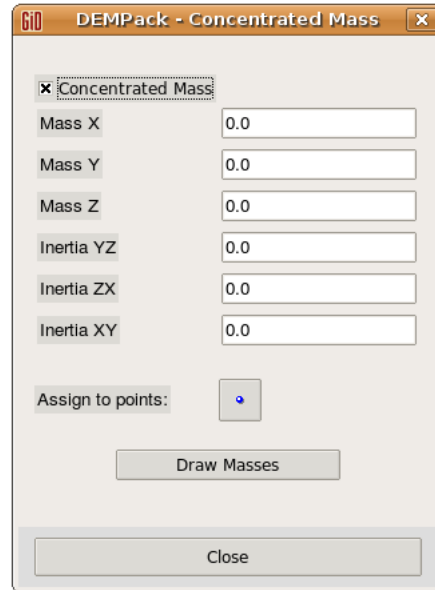 GiD DEMPack - Concentrated Mass
Concentrated Mass
Mass X 0.0
Mass Y 0.0
Mass Z 0.0
Inertia YZ 0.0
Inertia ZX 0.0
Inertia XY 0.0
Assign to points:
Draw Masses
Close